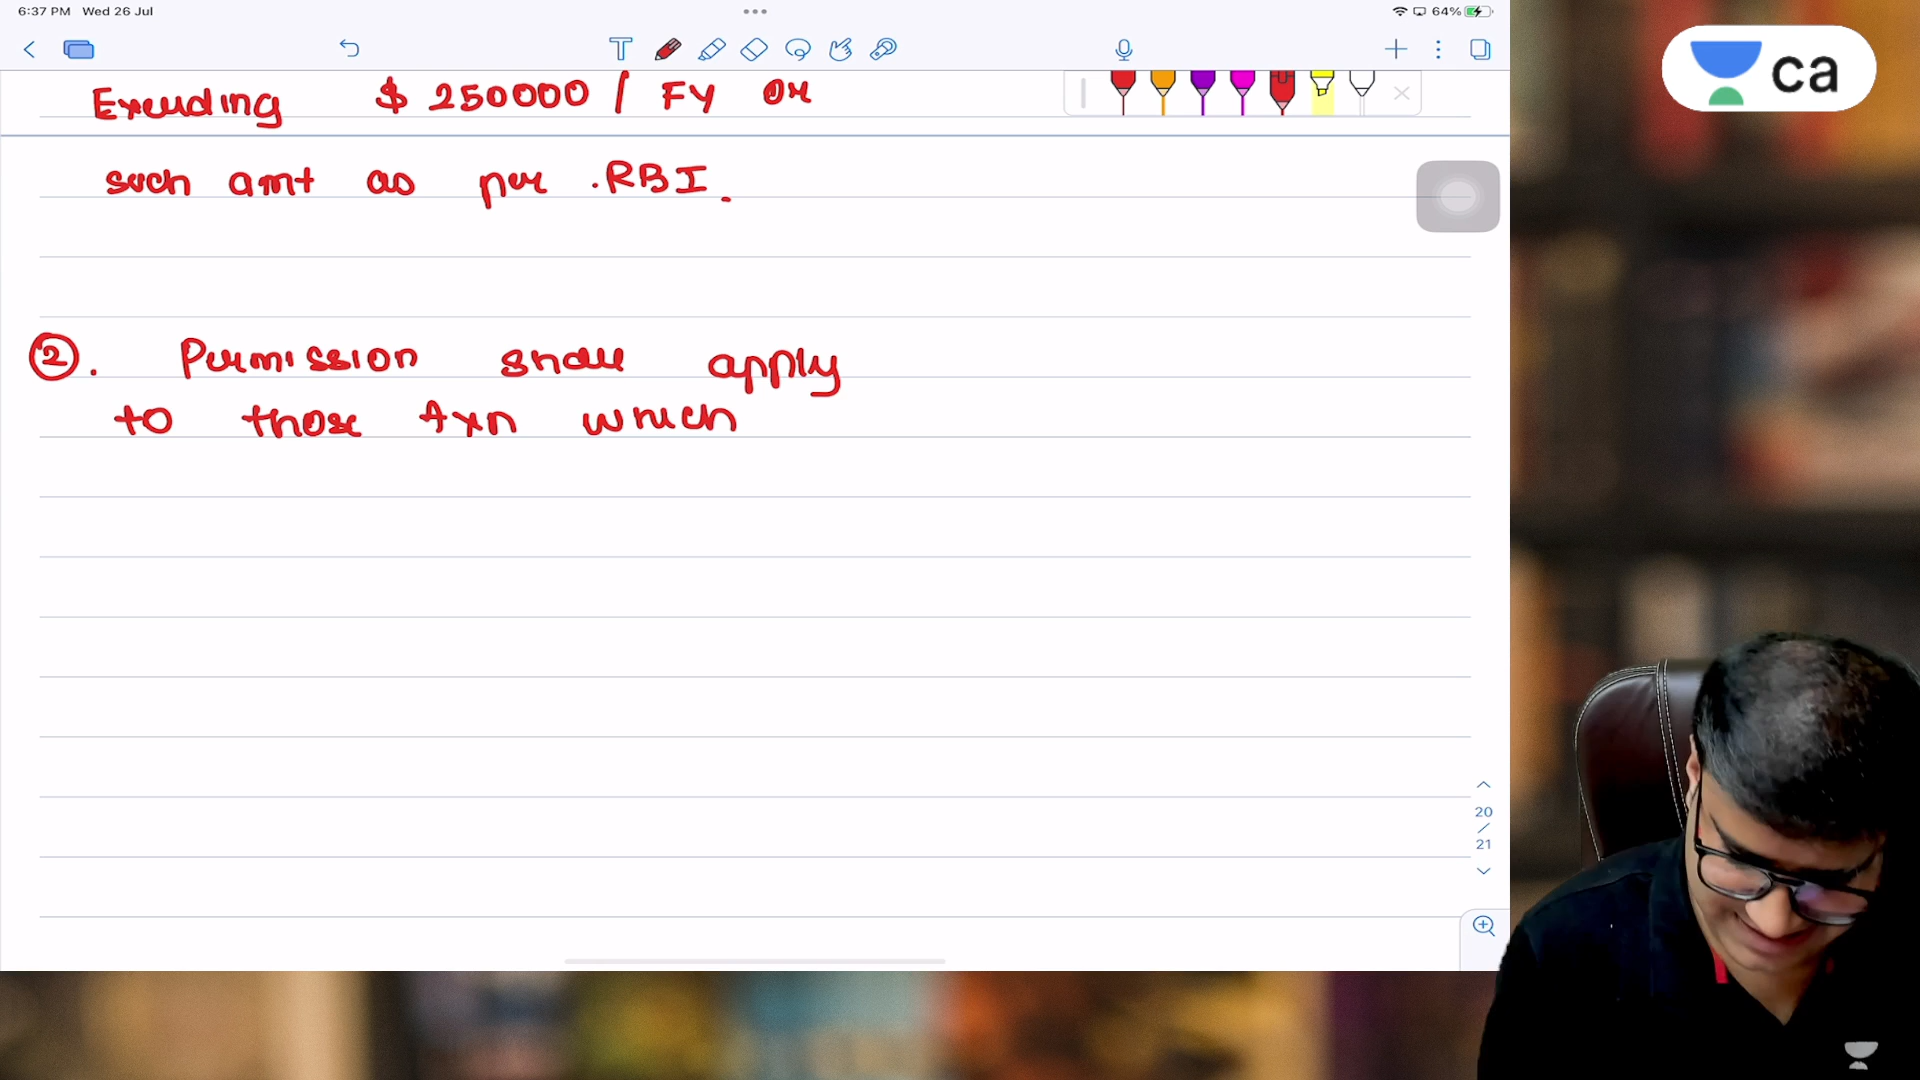 6:37 PM Wed 26 Jul
64%
Exceeding $ 250000 / FY or
such amt as per .RBI.
②. Permission shall apply
to those txn which
20
/
21
ca